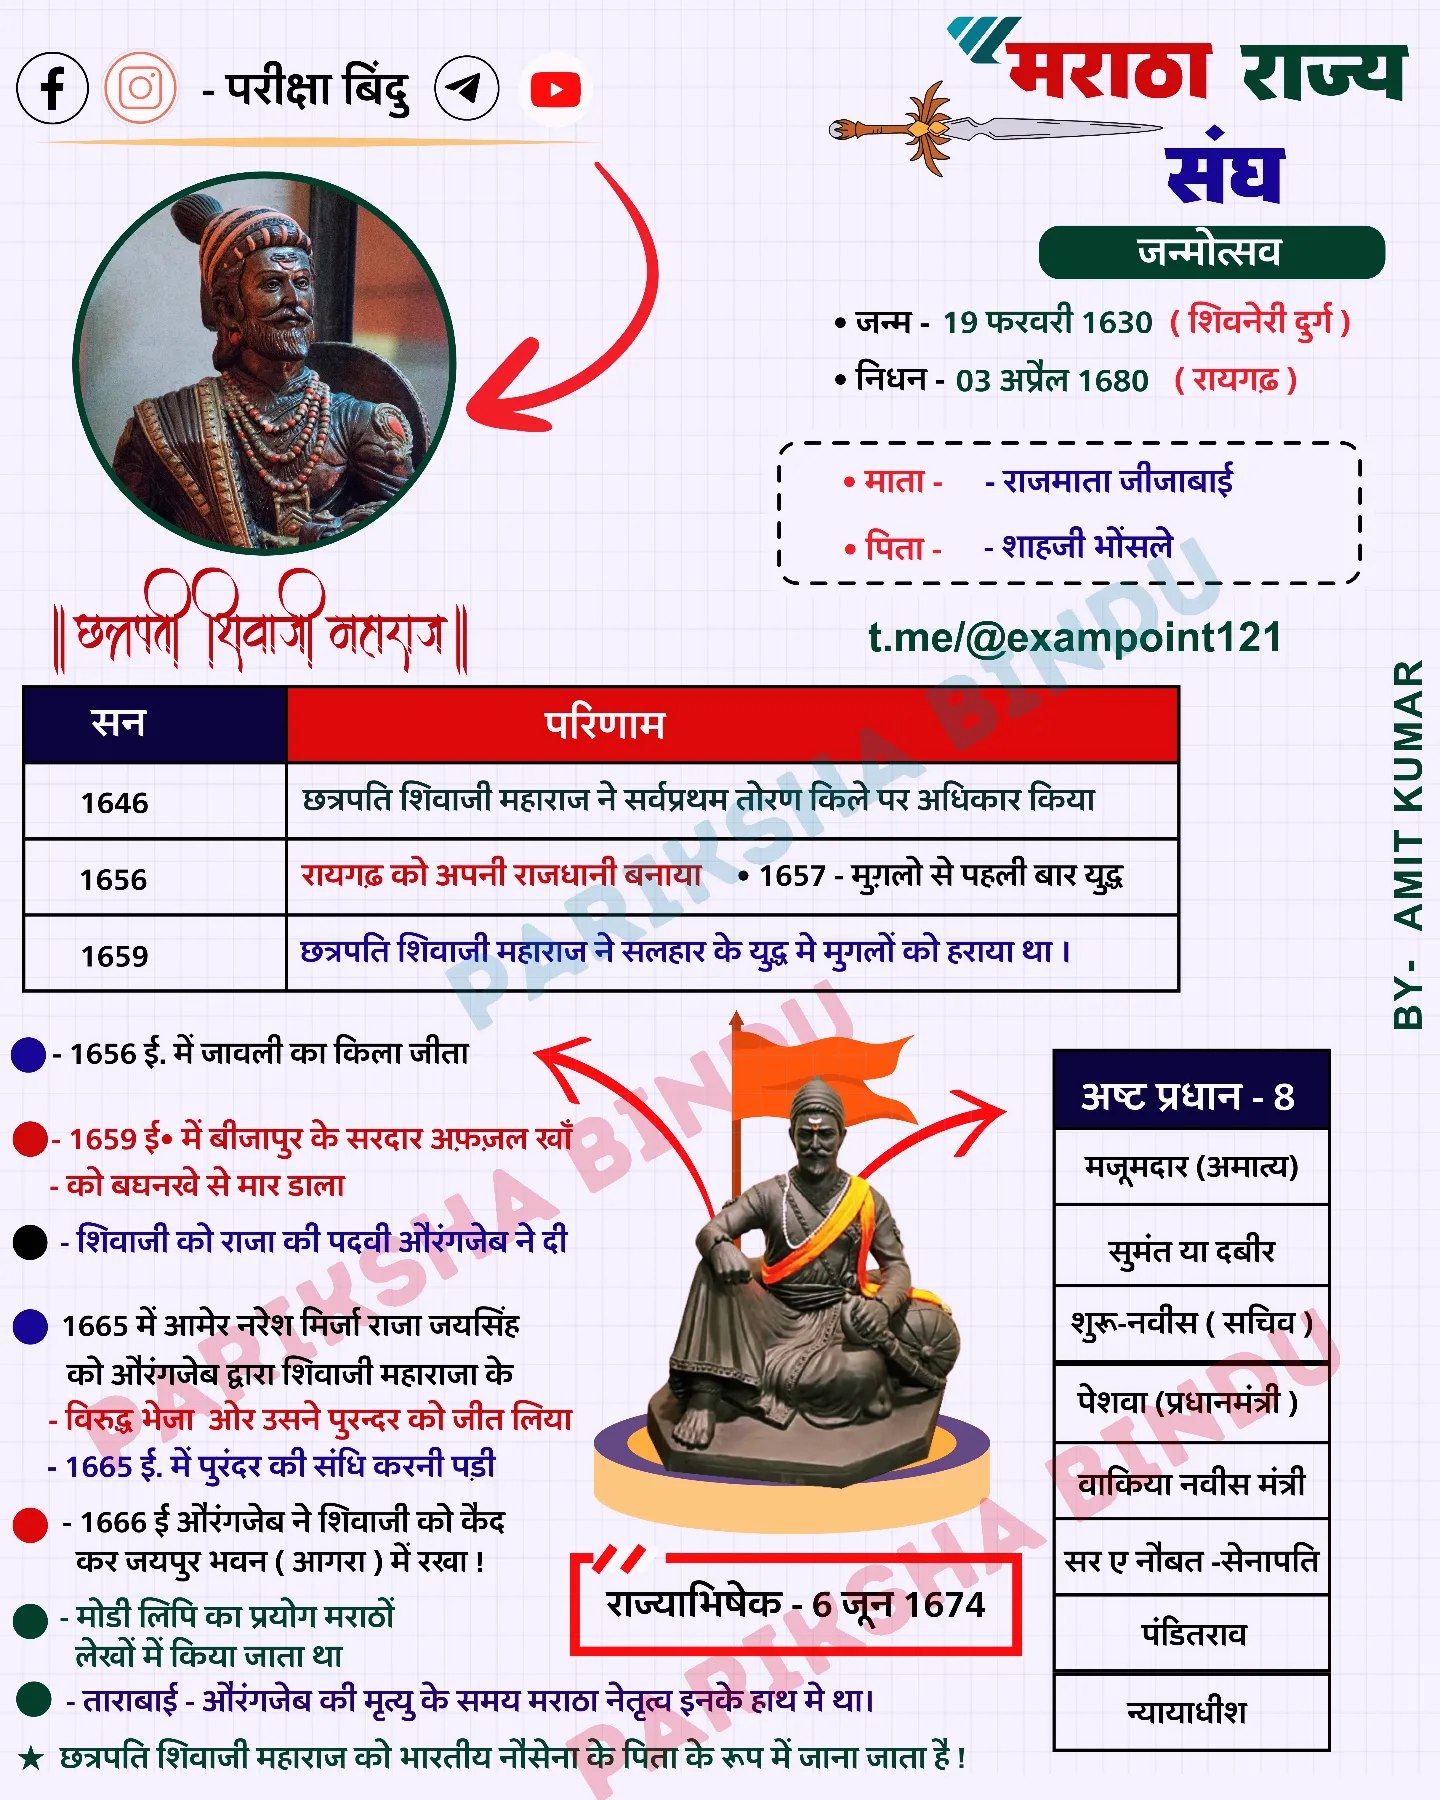 - परीक्षा बिंदु
मराठा राज्य
संघ
जन्मोत्सव
• जन्म - 19 फरवरी 1630 ( शिवनेरी दुर्ग )
• निधन - 03 अप्रैल 1680 ( रायगढ़ )
• माता - - राजमाता जीजाबाई
• पिता - - शाहजी भोंसले
॥ छत्रपती शिवाजी महाराज ॥
t.me/@exampoint121
BY- AMIT KUMAR
सन परिणाम
1646 छत्रपति शिवाजी महाराज ने सर्वप्रथम तोरण किले पर अधिकार किया
1656 रायगढ़ को अपनी राजधानी बनाया • 1657 - मुग़लो से पहली बार युद्ध
1659 छत्रपति शिवाजी महाराज ने सलहार के युद्ध मे मुगलों को हराया था ।
- 1656 ई. में जावली का किला जीता
- 1659 ई• में बीजापुर के सरदार अफ़ज़ल खाँ
- को बघनखे से मार डाला
- शिवाजी को राजा की पदवी औरंगजेब ने दी
1665 में आमेर नरेश मिर्जा राजा जयसिंह
को औरंगजेब द्वारा शिवाजी महाराजा के
- विरुद्ध भेजा ओर उसने पुरन्दर को जीत लिया
- 1665 ई. में पुरंदर की संधि करनी पड़ी
- 1666 ई औरंगजेब ने शिवाजी को कैद
कर जयपुर भवन ( आगरा ) में रखा !
- मोडी लिपि का प्रयोग मराठों
लेखों में किया जाता था
- ताराबाई - औरंगजेब की मृत्यु के समय मराठा नेतृत्व इनके हाथ मे था।
★ छत्रपति शिवाजी महाराज को भारतीय नौसेना के पिता के रूप में जाना जाता है !
राज्याभिषेक - 6 जून 1674
अष्ट प्रधान - 8
मजूमदार (अमात्य)
सुमंत या दबीर
शुरू-नवीस ( सचिव )
पेशवा (प्रधानमंत्री )
वाकिया नवीस मंत्री
सर ए नौबत -सेनापति
पंडितराव
न्यायाधीश
PARIKSHA BINDU
PARIKSHA BINDU
PARIKSHA BINDU